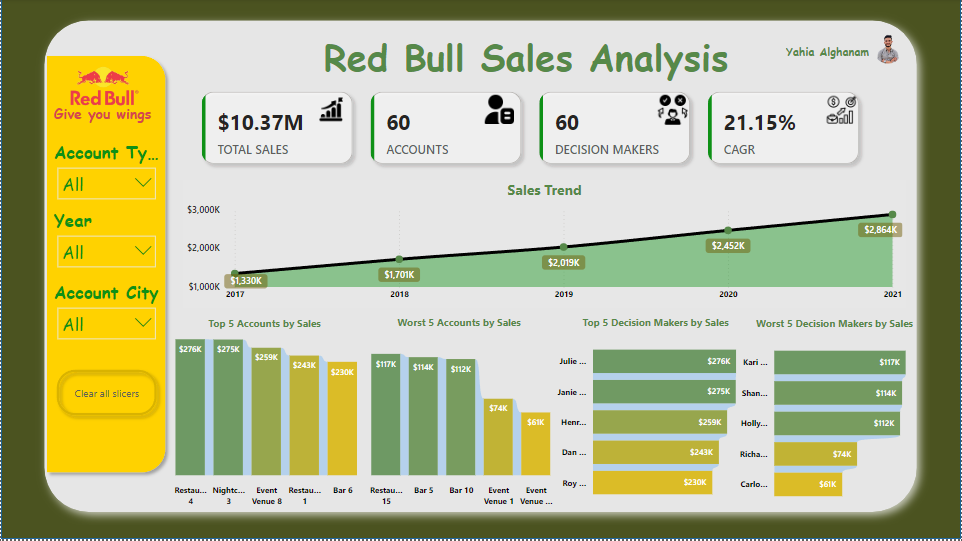 Red Bull Sales Analysis
Yahia Alghanam
Red Bull
Give you wings
Account Ty...
All
Year
All
Account City
All
Clear all slicers
$10.37M
TOTAL SALES
60
ACCOUNTS
60
DECISION MAKERS
21.15%
CAGR
Sales Trend
$3,000K
$2,000K
$1,000K
$1,330K
$1,701K
$2,019K
$2,452K
$2,864K
2017 2018 2019 2020 2021
Top 5 Accounts by Sales
$276K $275K $259K $243K $230K
Restau... Nightc... Event Restau... Bar 6
4 3 Venue 8 1
Worst 5 Accounts by Sales
$117K $114K $112K $74K $61K
Restau... Bar 5 Bar 10 Event Event
15 Venue 1 Venue ...
Top 5 Decision Makers by Sales
Julie ... $276K
Janie ... $275K
Henr... $259K
Dan ... $243K
Roy ... $230K
Worst 5 Decision Makers by Sales
Kari ... $117K
Shan... $114K
Holly... $112K
Richa... $74K
Carlo... $61K